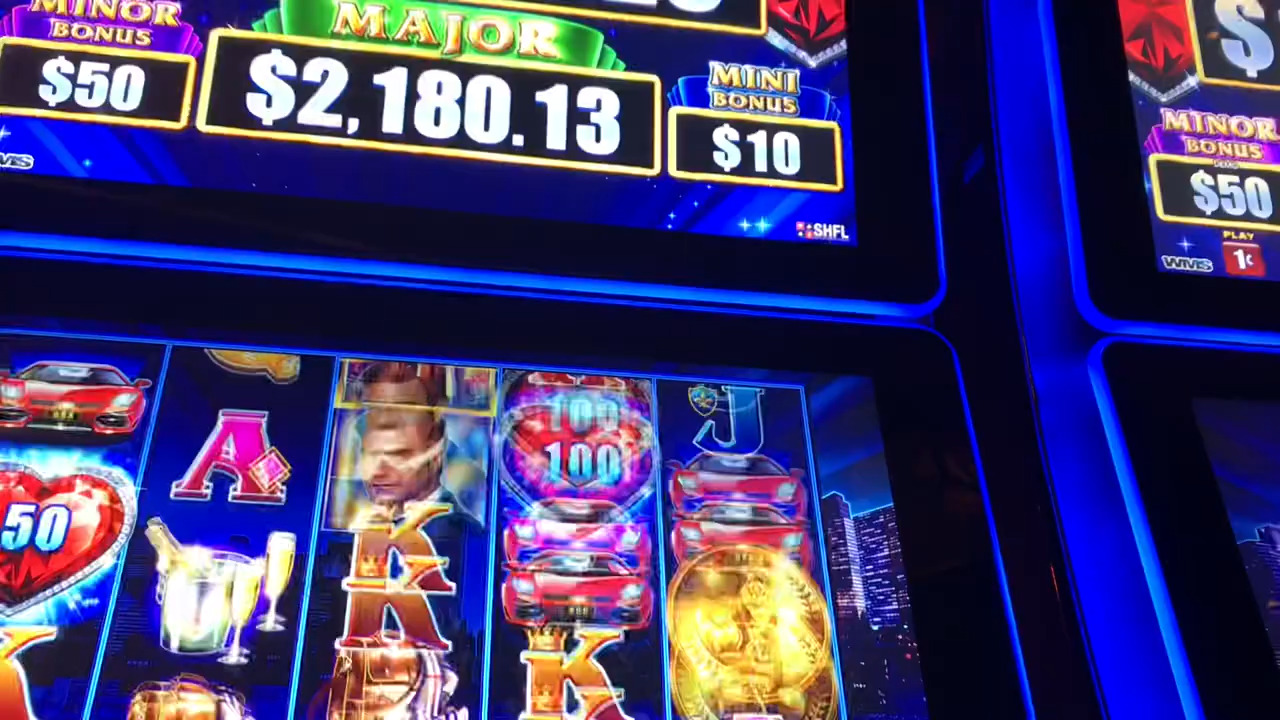 MINOR
BONUS
$50
MAJOR
$2,180.13
MINI
BONUS
$10
WMS
SHFL
$
MINOR
BONUS
$50
PLAY
1¢
WMS
A
J
50
100
100
K
K
K